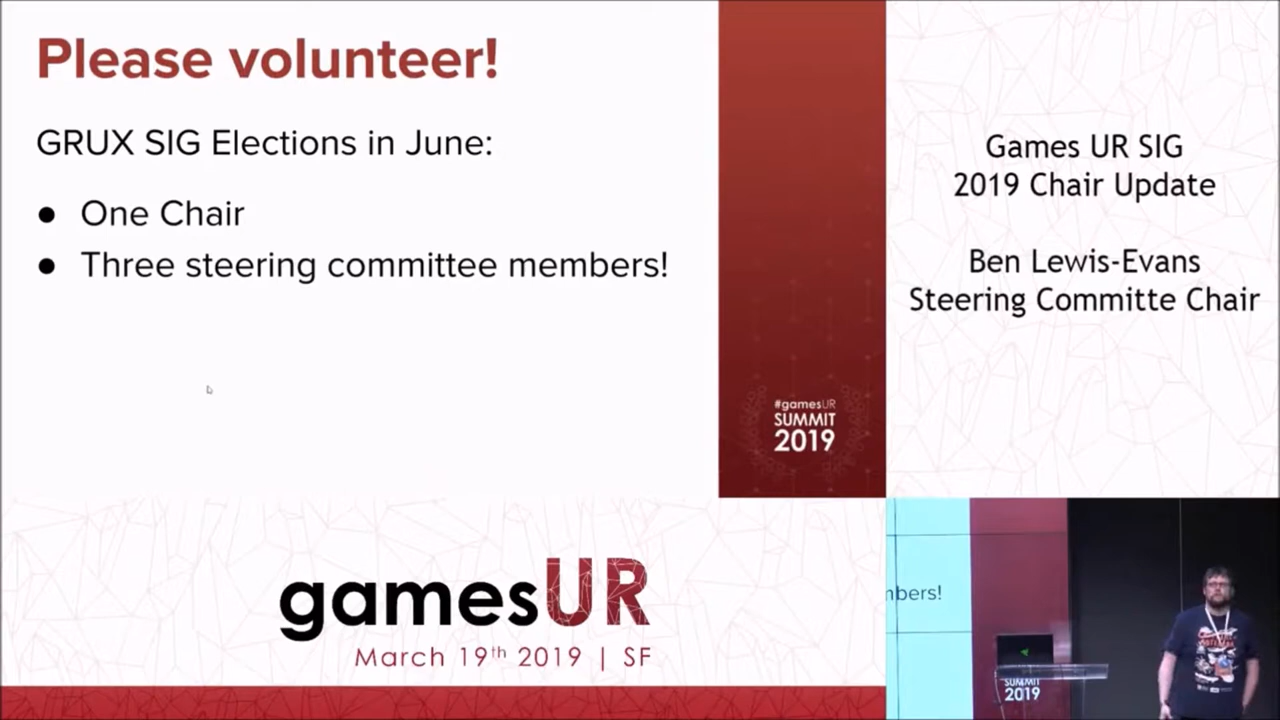 Please volunteer!
GRUX SIG Elections in June:
● One Chair
● Three steering committee members!
#gamesUR
SUMMIT
2019
Games UR SIG
2019 Chair Update
Ben Lewis-Evans
Steering Committe Chair
gamesUR
March 19th 2019 | SF
nbers!
SUMMIT
2019